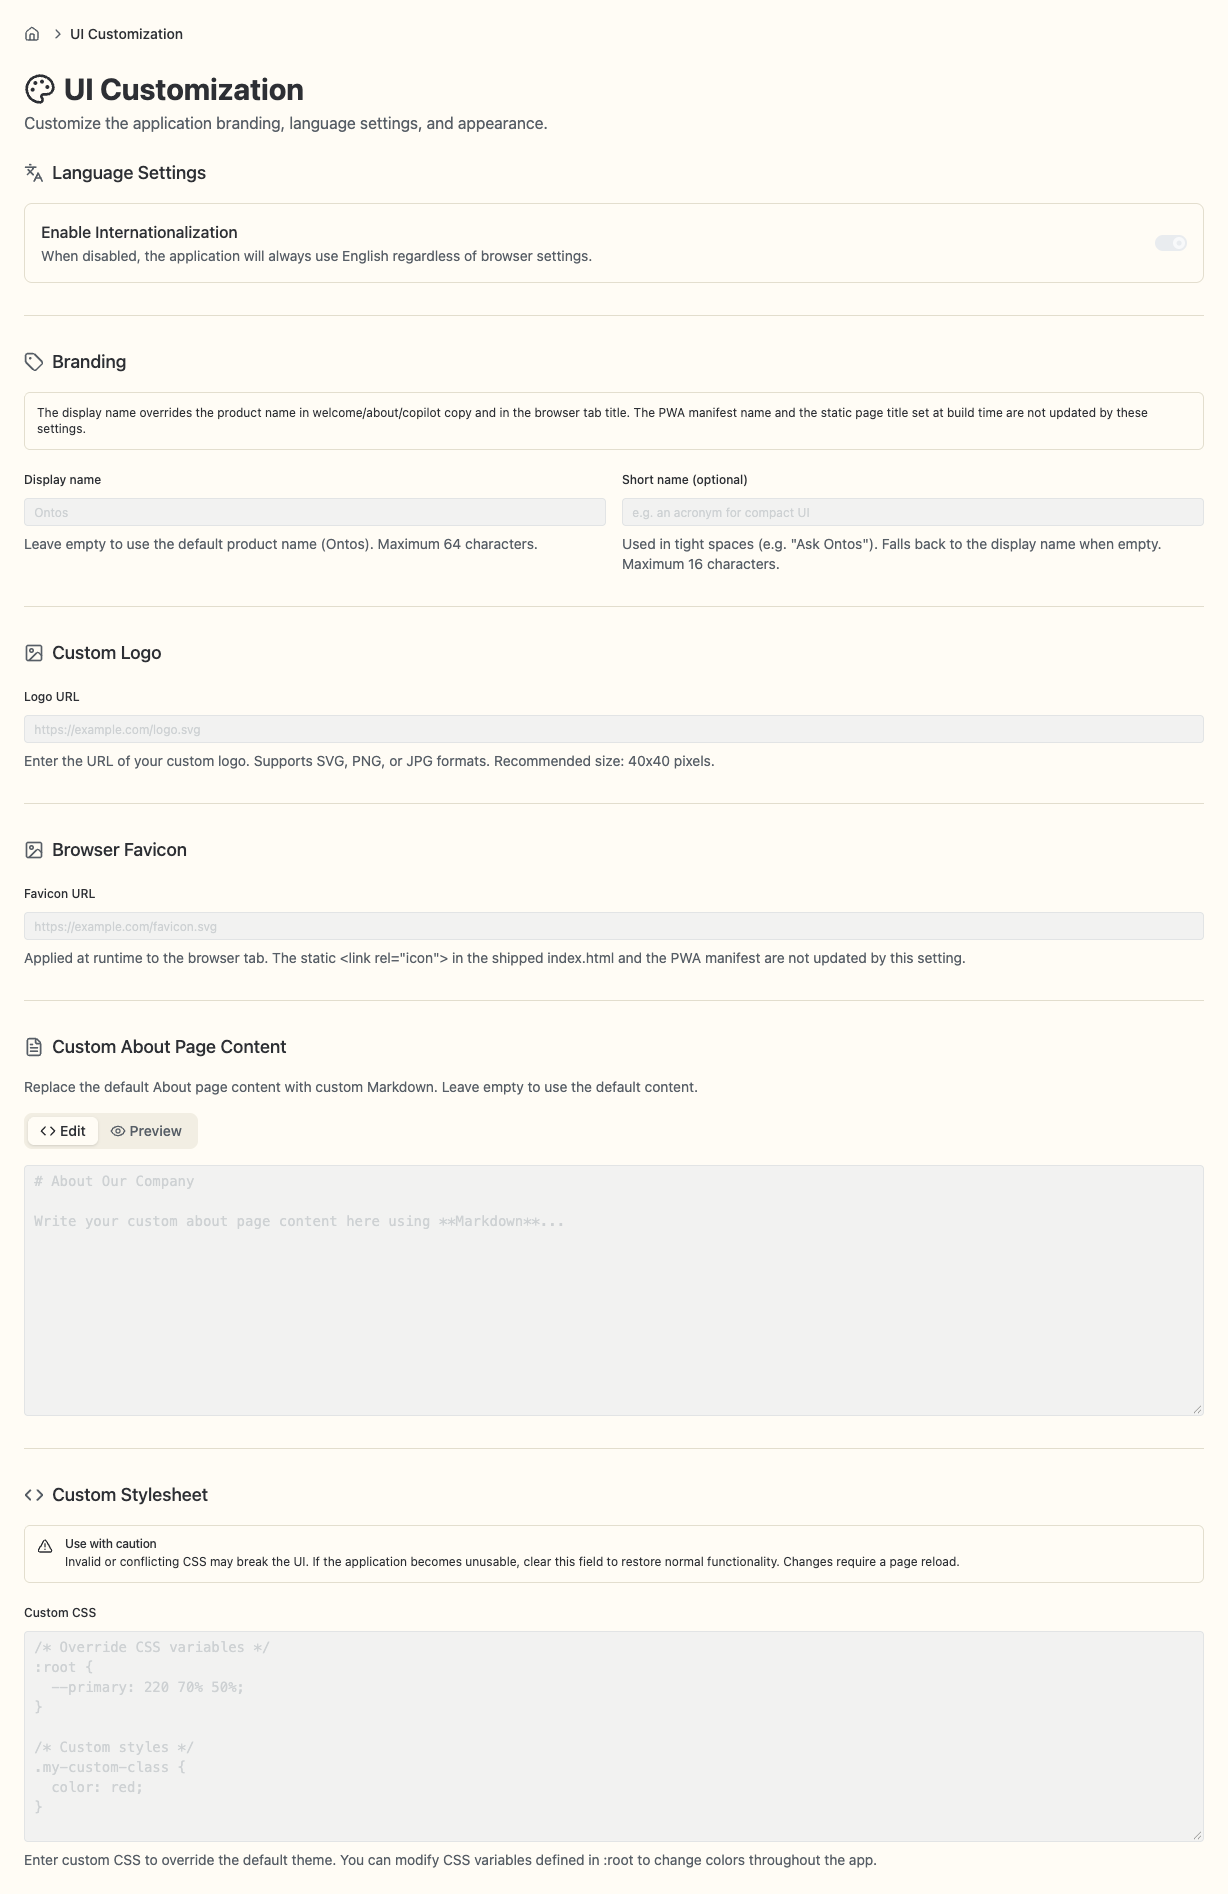 UI Customization
UI Customization
Customize the application branding, language settings, and appearance.
Language Settings
Enable Internationalization
When disabled, the application will always use English regardless of browser settings.
Branding
The display name overrides the product name in welcome/about/copilot copy and in the browser tab title. The PWA manifest name and the static page title set at build time are not updated by these
settings.
Display name
Ontos
Leave empty to use the default product name (Ontos). Maximum 64 characters.
Short name (optional)
e.g. an acronym for compact UI
Used in tight spaces (e.g. "Ask Ontos"). Falls back to the display name when empty.
Maximum 16 characters.
Custom Logo
Logo URL
https://example.com/logo.svg
Enter the URL of your custom logo. Supports SVG, PNG, or JPG formats. Recommended size: 40x40 pixels.
Browser Favicon
Favicon URL
https://example.com/favicon.svg
Applied at runtime to the browser tab. The static <link rel="icon"> in the shipped index.html and the PWA manifest are not updated by this setting.
Custom About Page Content
Replace the default About page content with custom Markdown. Leave empty to use the default content.
Edit Preview
# About Our Company
Write your custom about page content here using **Markdown**...
Custom Stylesheet
Use with caution
Invalid or conflicting CSS may break the UI. If the application becomes unusable, clear this field to restore normal functionality. Changes require a page reload.
Custom CSS
/* Override CSS variables */
:root {
  --primary: 220 70% 50%;
}
/* Custom styles */
.my-custom-class {
  color: red;
}
Enter custom CSS to override the default theme. You can modify CSS variables defined in :root to change colors throughout the app.